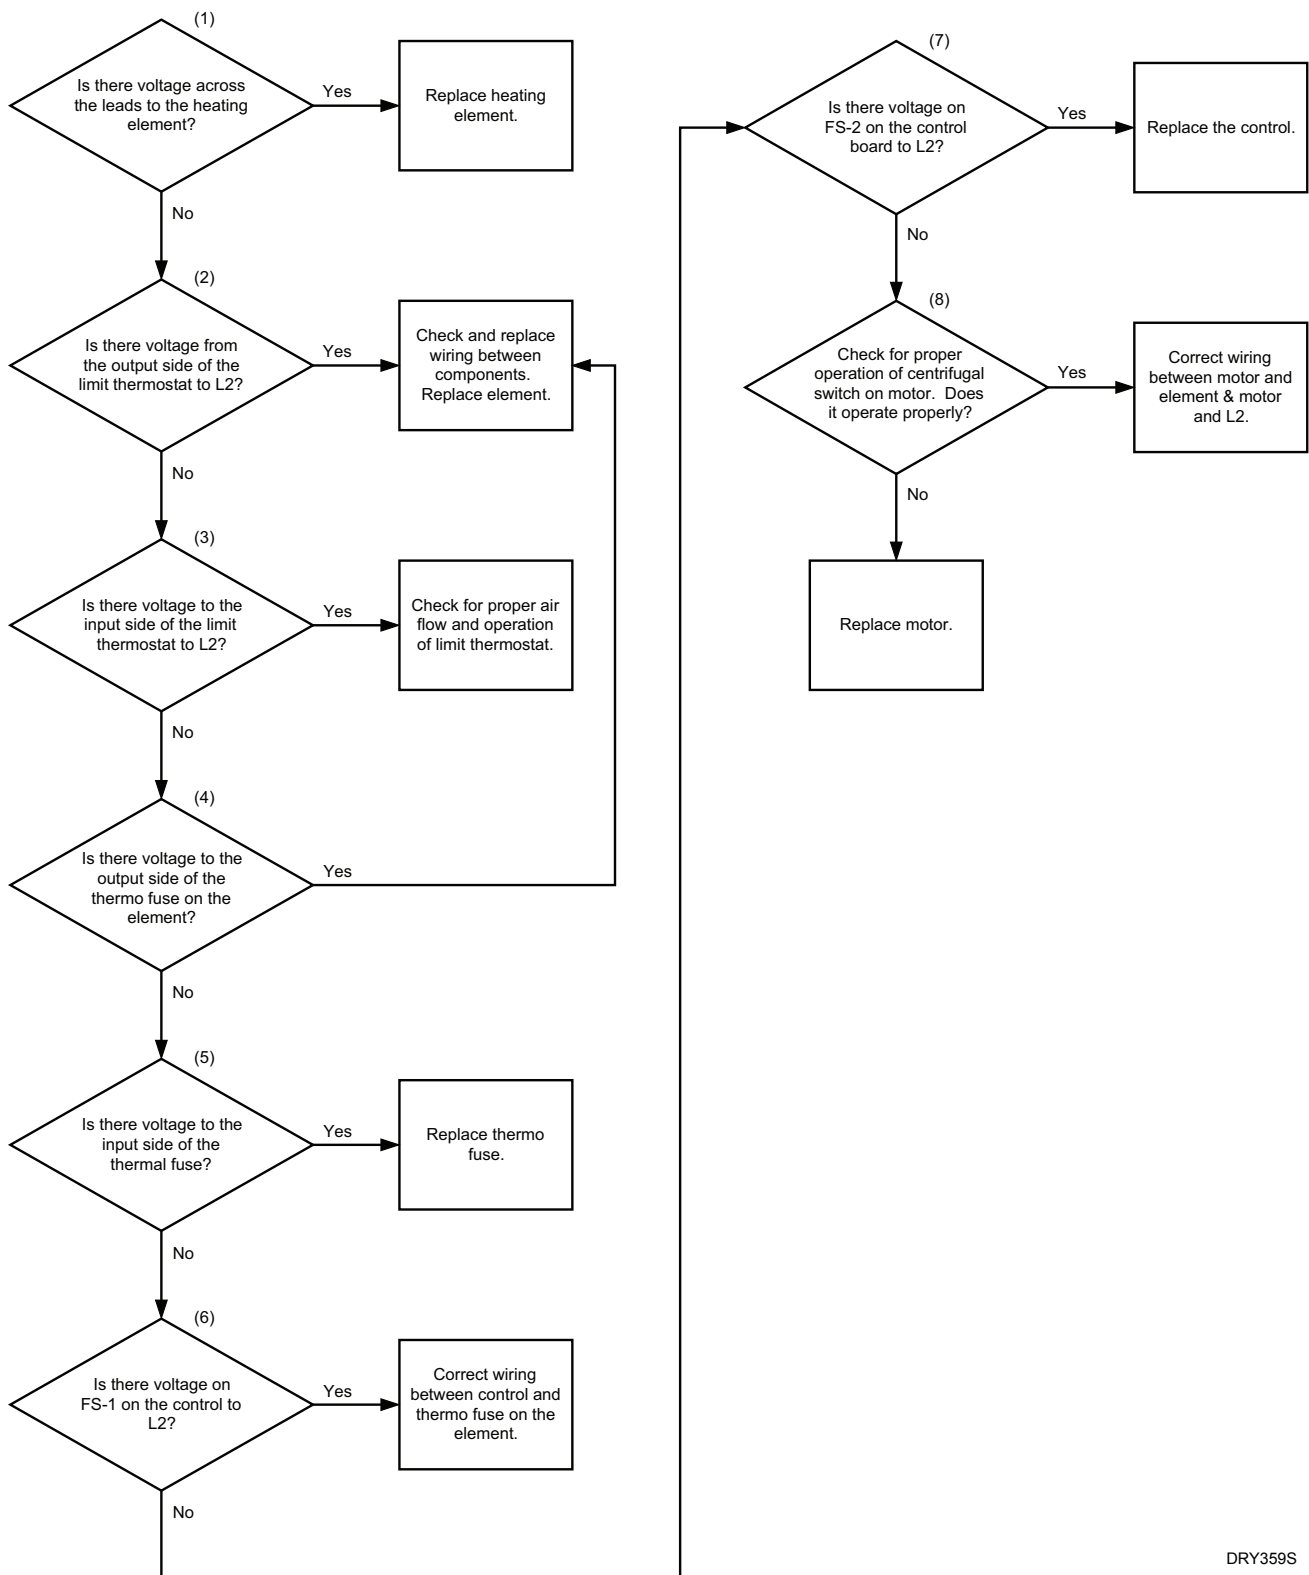 (1)
Is there voltage across
the leads to the heating
element?
Yes
Replace heating
element.
No
(2)
Is there voltage from
the output side of the
limit thermostat to L2?
Yes
Check and replace
wiring between
components.
Replace element.
No
(3)
Is there voltage to the
input side of the limit
thermostat to L2?
Yes
Check for proper air
flow and operation
of limit thermostat.
No
(4)
Is there voltage to the
output side of the
thermo fuse on the
element?
Yes
No
(5)
Is there voltage to the
input side of the
thermal fuse?
Yes
Replace thermo
fuse.
No
(6)
Is there voltage on
FS-1 on the control to
L2?
Yes
Correct wiring
between control and
thermo fuse on the
element.
No
(7)
Is there voltage on
FS-2 on the control
board to L2?
Yes
Replace the control.
No
(8)
Check for proper
operation of centrifugal
switch on motor.  Does
it operate properly?
Yes
Correct wiring
between motor and
element & motor
and L2.
No
Replace motor.
DRY359S